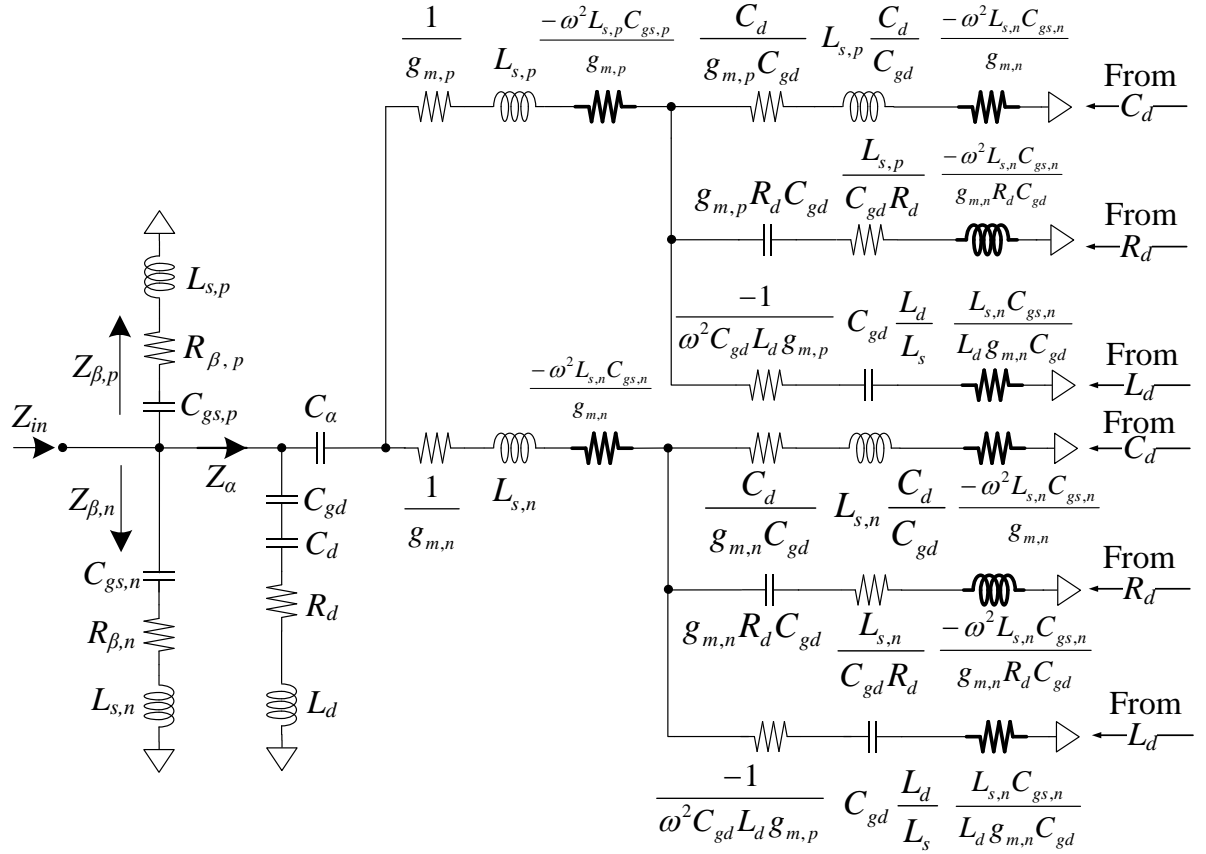 1/g_{m,p} L_{s,p} -ω²L_{s,p}C_{gs,p}/g_{m,p} C_d/g_{m,p}C_{gd} L_{s,p} C_d/C_{gd} -ω²L_{s,n}C_{gs,n}/g_{m,n} From
C_d
g_{m,p}R_dC_{gd} L_{s,p}/C_{gd}R_d -ω²L_{s,n}C_{gs,n}/g_{m,n}R_dC_{gd} From
R_d
L_{s,p}
R_{β,p}
Z_{β,p}
C_{gs,p}
-1/ω²C_{gd}L_dg_{m,p} C_{gd} L_d/L_s L_{s,n}C_{gs,n}/L_dg_{m,n}C_{gd} From
L_d
Z_{in} Z_α C_α
Z_{β,n}
C_{gs,n}
R_{β,n}
L_{s,n}
C_{gd}
C_d
R_d
L_d
1/g_{m,n} L_{s,n} -ω²L_{s,n}C_{gs,n}/g_{m,n} C_d/g_{m,n}C_{gd} L_{s,n} C_d/C_{gd} -ω²L_{s,n}C_{gs,n}/g_{m,n} From
C_d
g_{m,n}R_dC_{gd} L_{s,n}/C_{gd}R_d -ω²L_{s,n}C_{gs,n}/g_{m,n}R_dC_{gd} From
R_d
-1/ω²C_{gd}L_dg_{m,p} C_{gd} L_d/L_s L_{s,n}C_{gs,n}/L_dg_{m,n}C_{gd} From
L_d